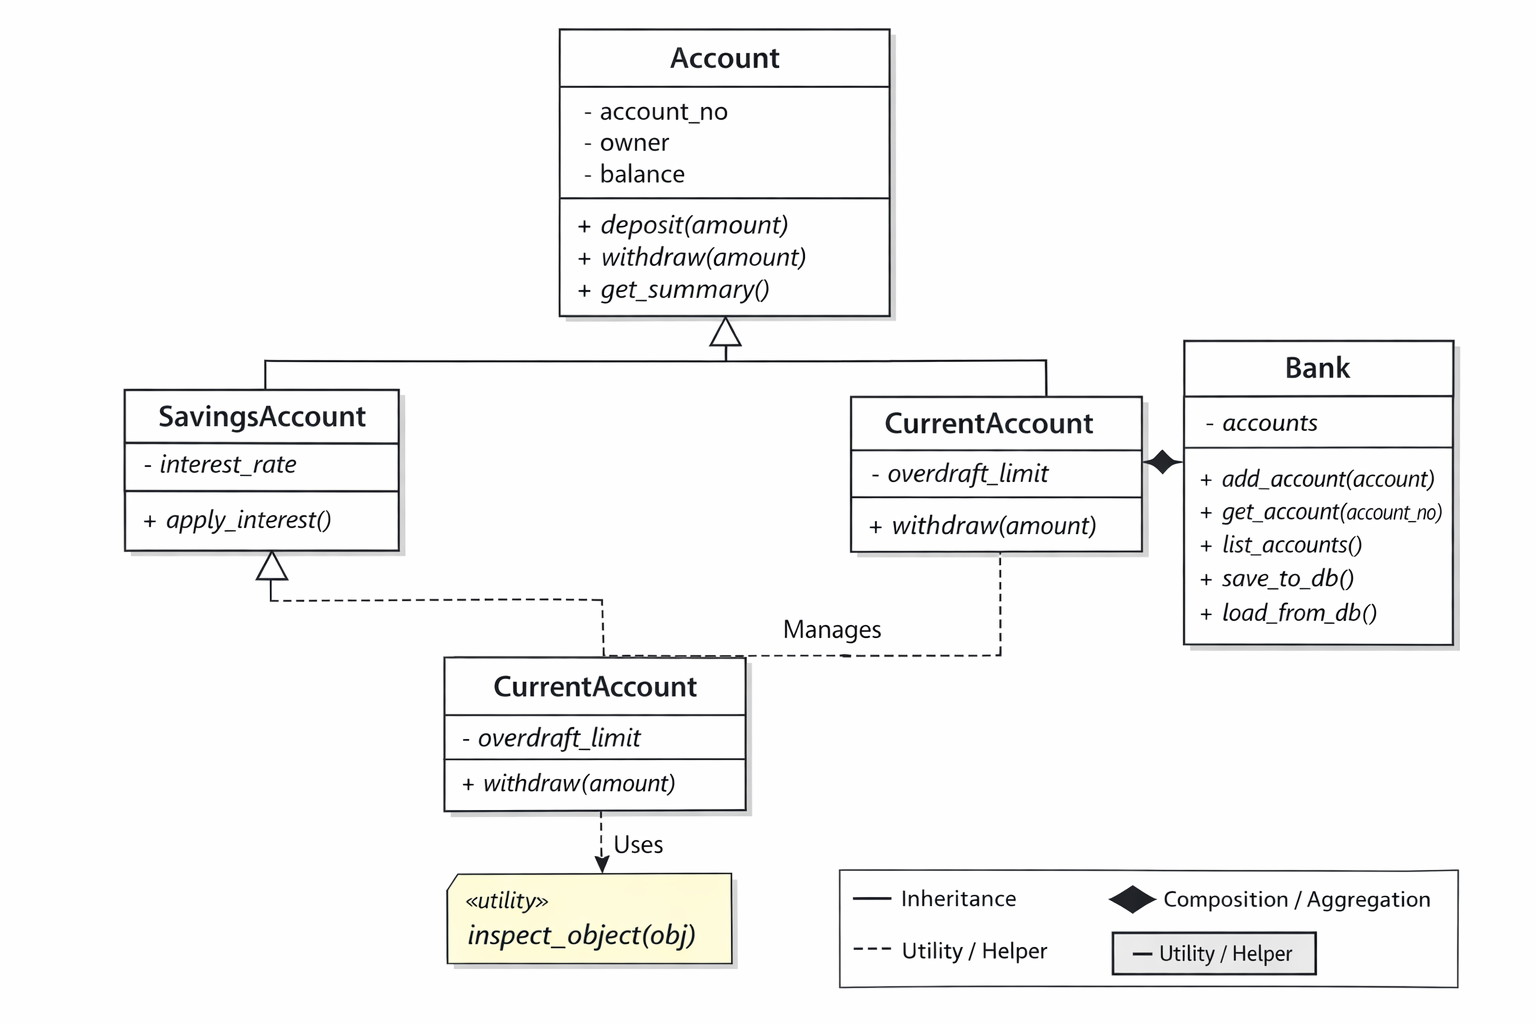 Account
- account_no
- owner
- balance
+ deposit(amount)
+ withdraw(amount)
+ get_summary()
SavingsAccount
- interest_rate
+ apply_interest()
CurrentAccount
- overdraft_limit
+ withdraw(amount)
Bank
- accounts
+ add_account(account)
+ get_account(account_no)
+ list_accounts()
+ save_to_db()
+ load_from_db()
Manages
CurrentAccount
- overdraft_limit
+ withdraw(amount)
Uses
«utility»
inspect_object(obj)
Inheritance
Composition / Aggregation
Utility / Helper
Utility / Helper